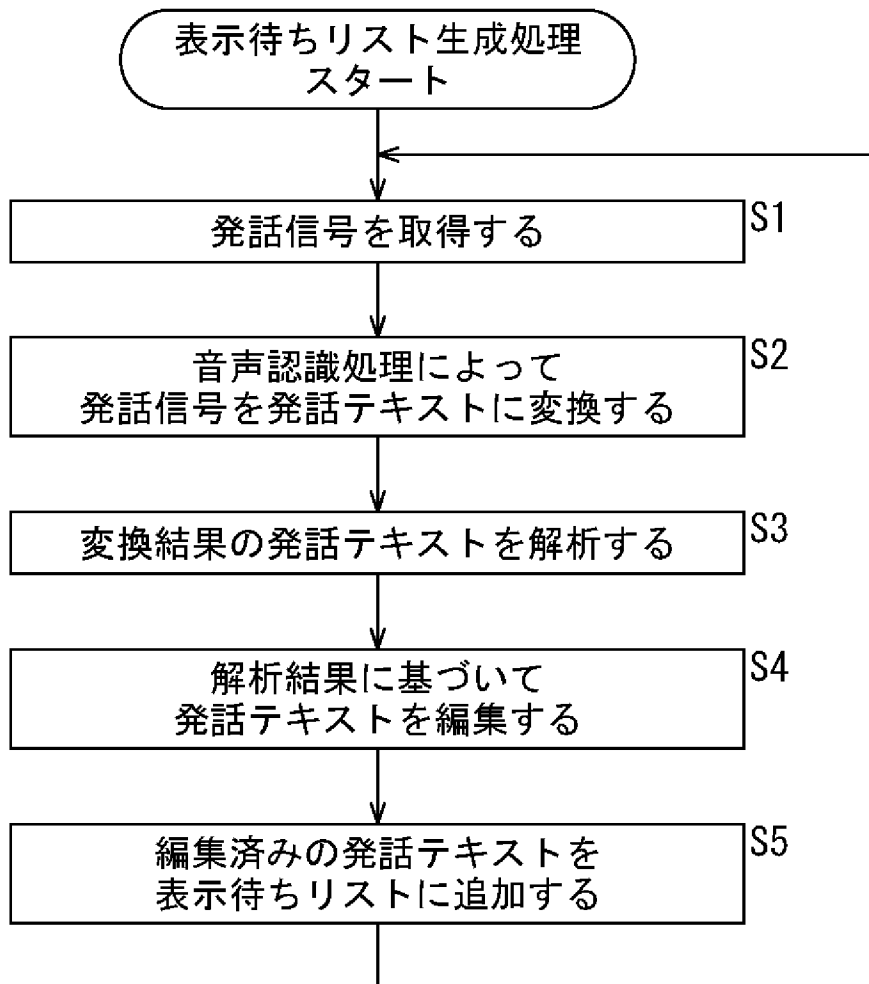 表示待ちリスト生成処理
スタート
発話信号を取得する
S1
音声認識処理によって
発話信号を発話テキストに変換する
S2
変換結果の発話テキストを解析する
S3
解析結果に基づいて
発話テキストを編集する
S4
編集済みの発話テキストを
表示待ちリストに追加する
S5